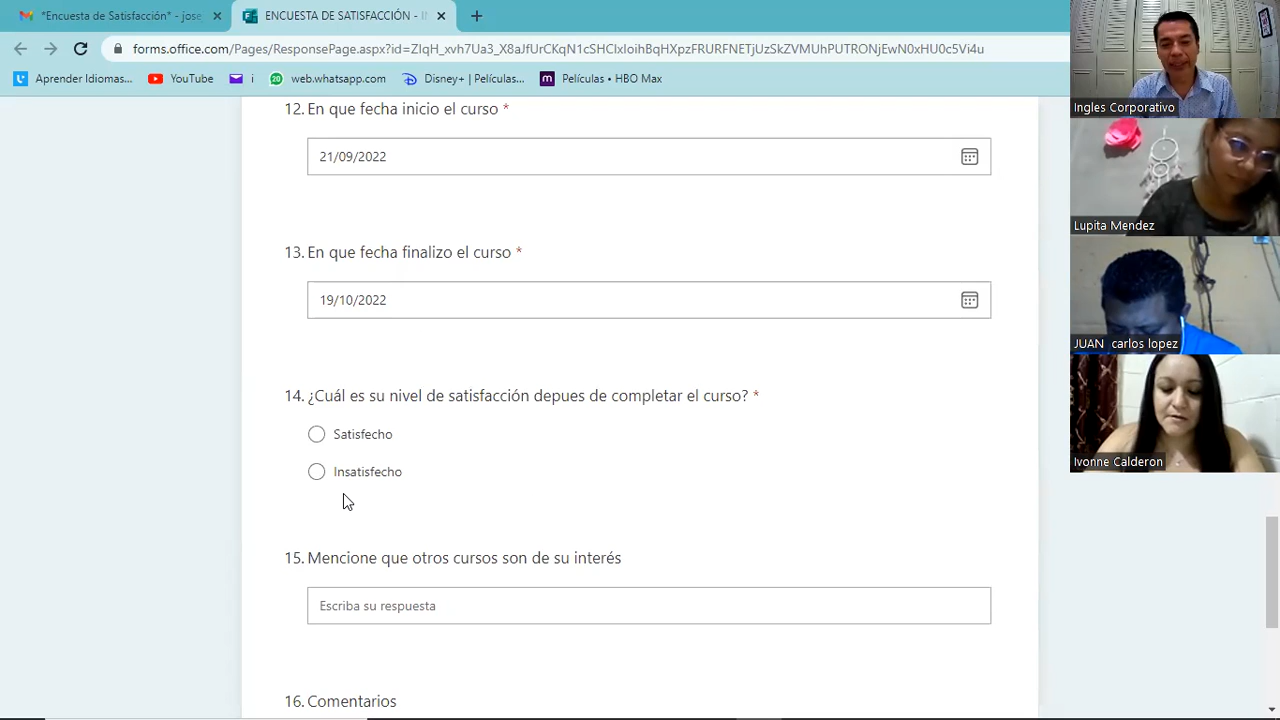 *Encuesta de Satisfacción* - jose
ENCUESTA DE SATISFACCIÓN - II
forms.office.com/Pages/ResponsePage.aspx?id=
Aprender Idiomas...
YouTube
i
web.whatsapp.com
Disney+ | Películas...
Películas • HBO Max
12. En que fecha inicio el curso *
21/09/2022
13. En que fecha finalizo el curso *
19/10/2022
14. ¿Cuál es su nivel de satisfacción depues de completar el curso? *
Satisfecho
Insatisfecho
15. Mencione que otros cursos son de su interés
Escriba su respuesta
16. Comentarios
Ingles Corporativo
Lupita Mendez
JUAN carlos lopez
Ivonne Calderon